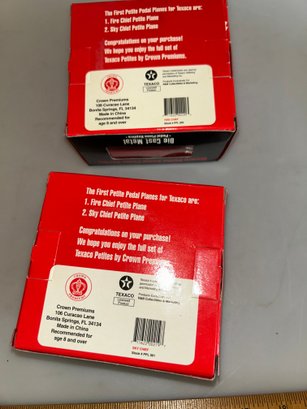 The First Petite Pedal Planes for Texaco are:
1. Fire Chief Petite Plane
2. Sky Chief Petite Plane
Congratulations on your purchase!
We hope you enjoy the full set of
Texaco Petites by Crown Premiums.
Crown Premiums
106 Curacao Lane
Bonita Springs, FL 34134
Made in China
Recommended for
age 8 and over
TEXACO
Die Cast Metal
The First Petite Pedal Planes for Texaco are:
1. Fire Chief Petite Plane
2. Sky Chief Petite Plane
Congratulations on your purchase!
We hope you enjoy the full set of
Texaco Petites by Crown Premiums.
CROWN
Crown Premiums
106 Curacao Lane
Bonita Springs, FL 34134
Made in China
Recommended for
age 8 and over
TEXACO
SKY CHIEF